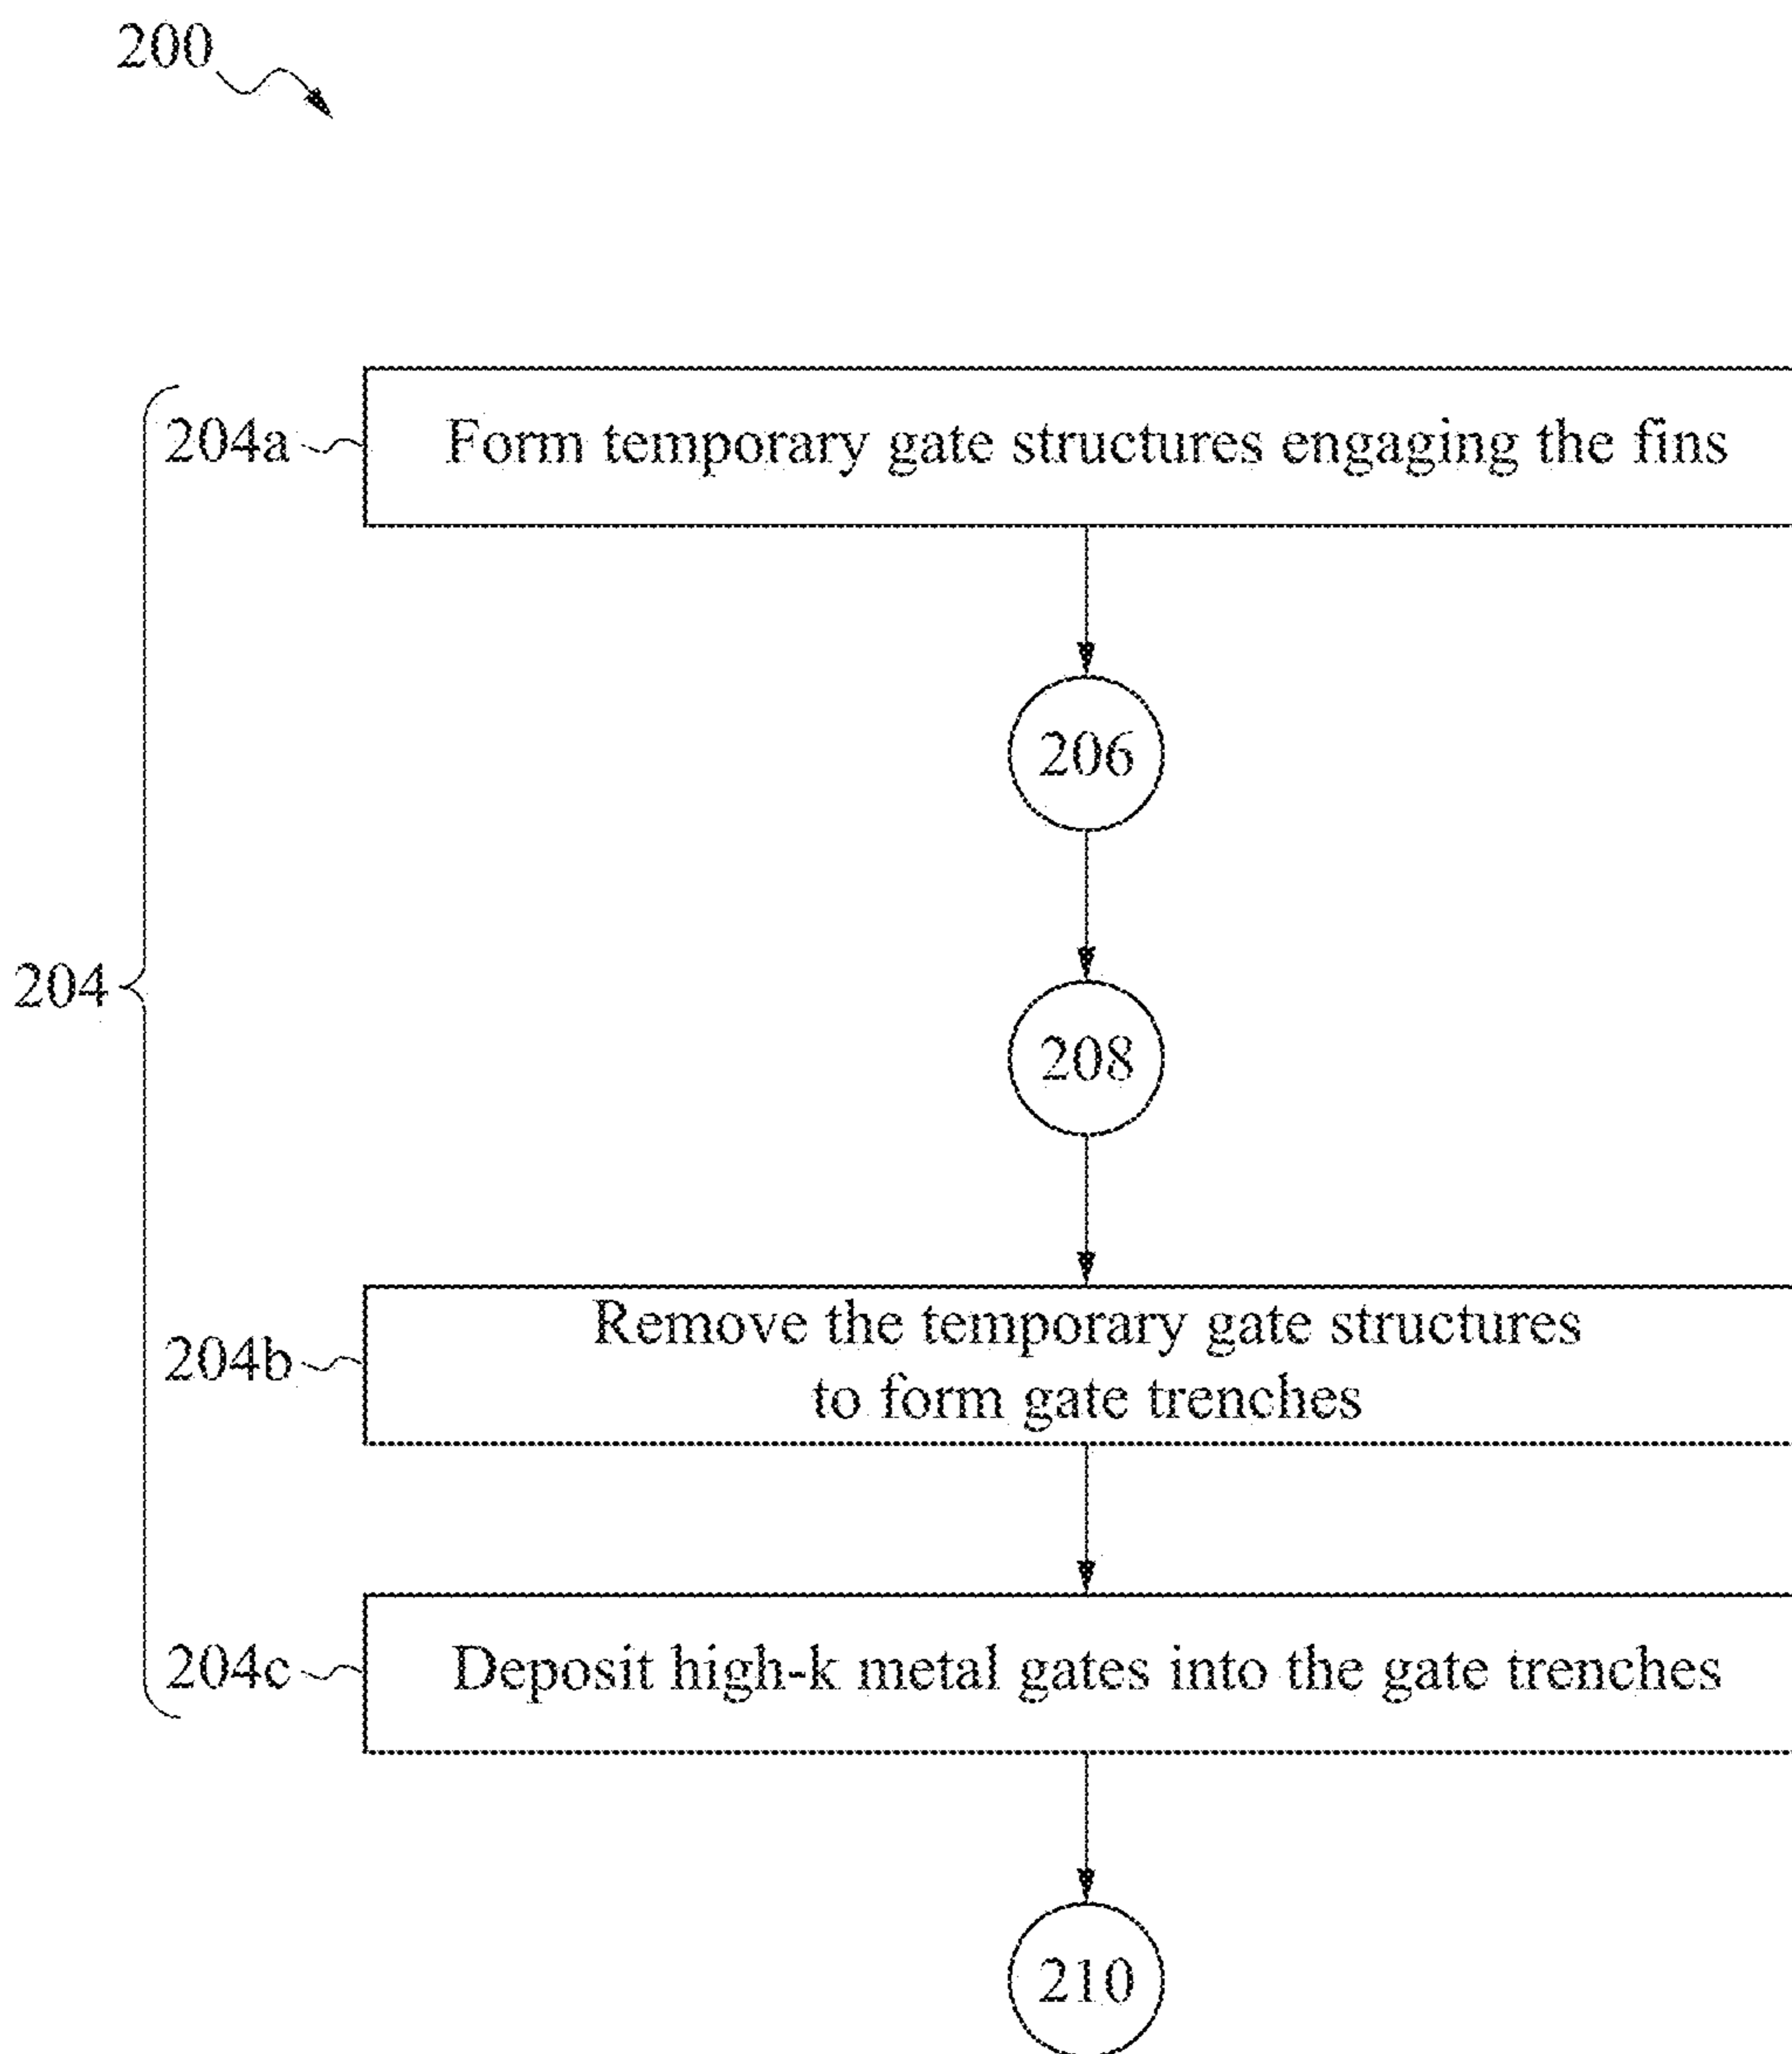 200
204a
Form temporary gate structures engaging the fins
206
204
208
204b
Remove the temporary gate structures
to form gate trenches
204c
Deposit high-k metal gates into the gate trenches
210